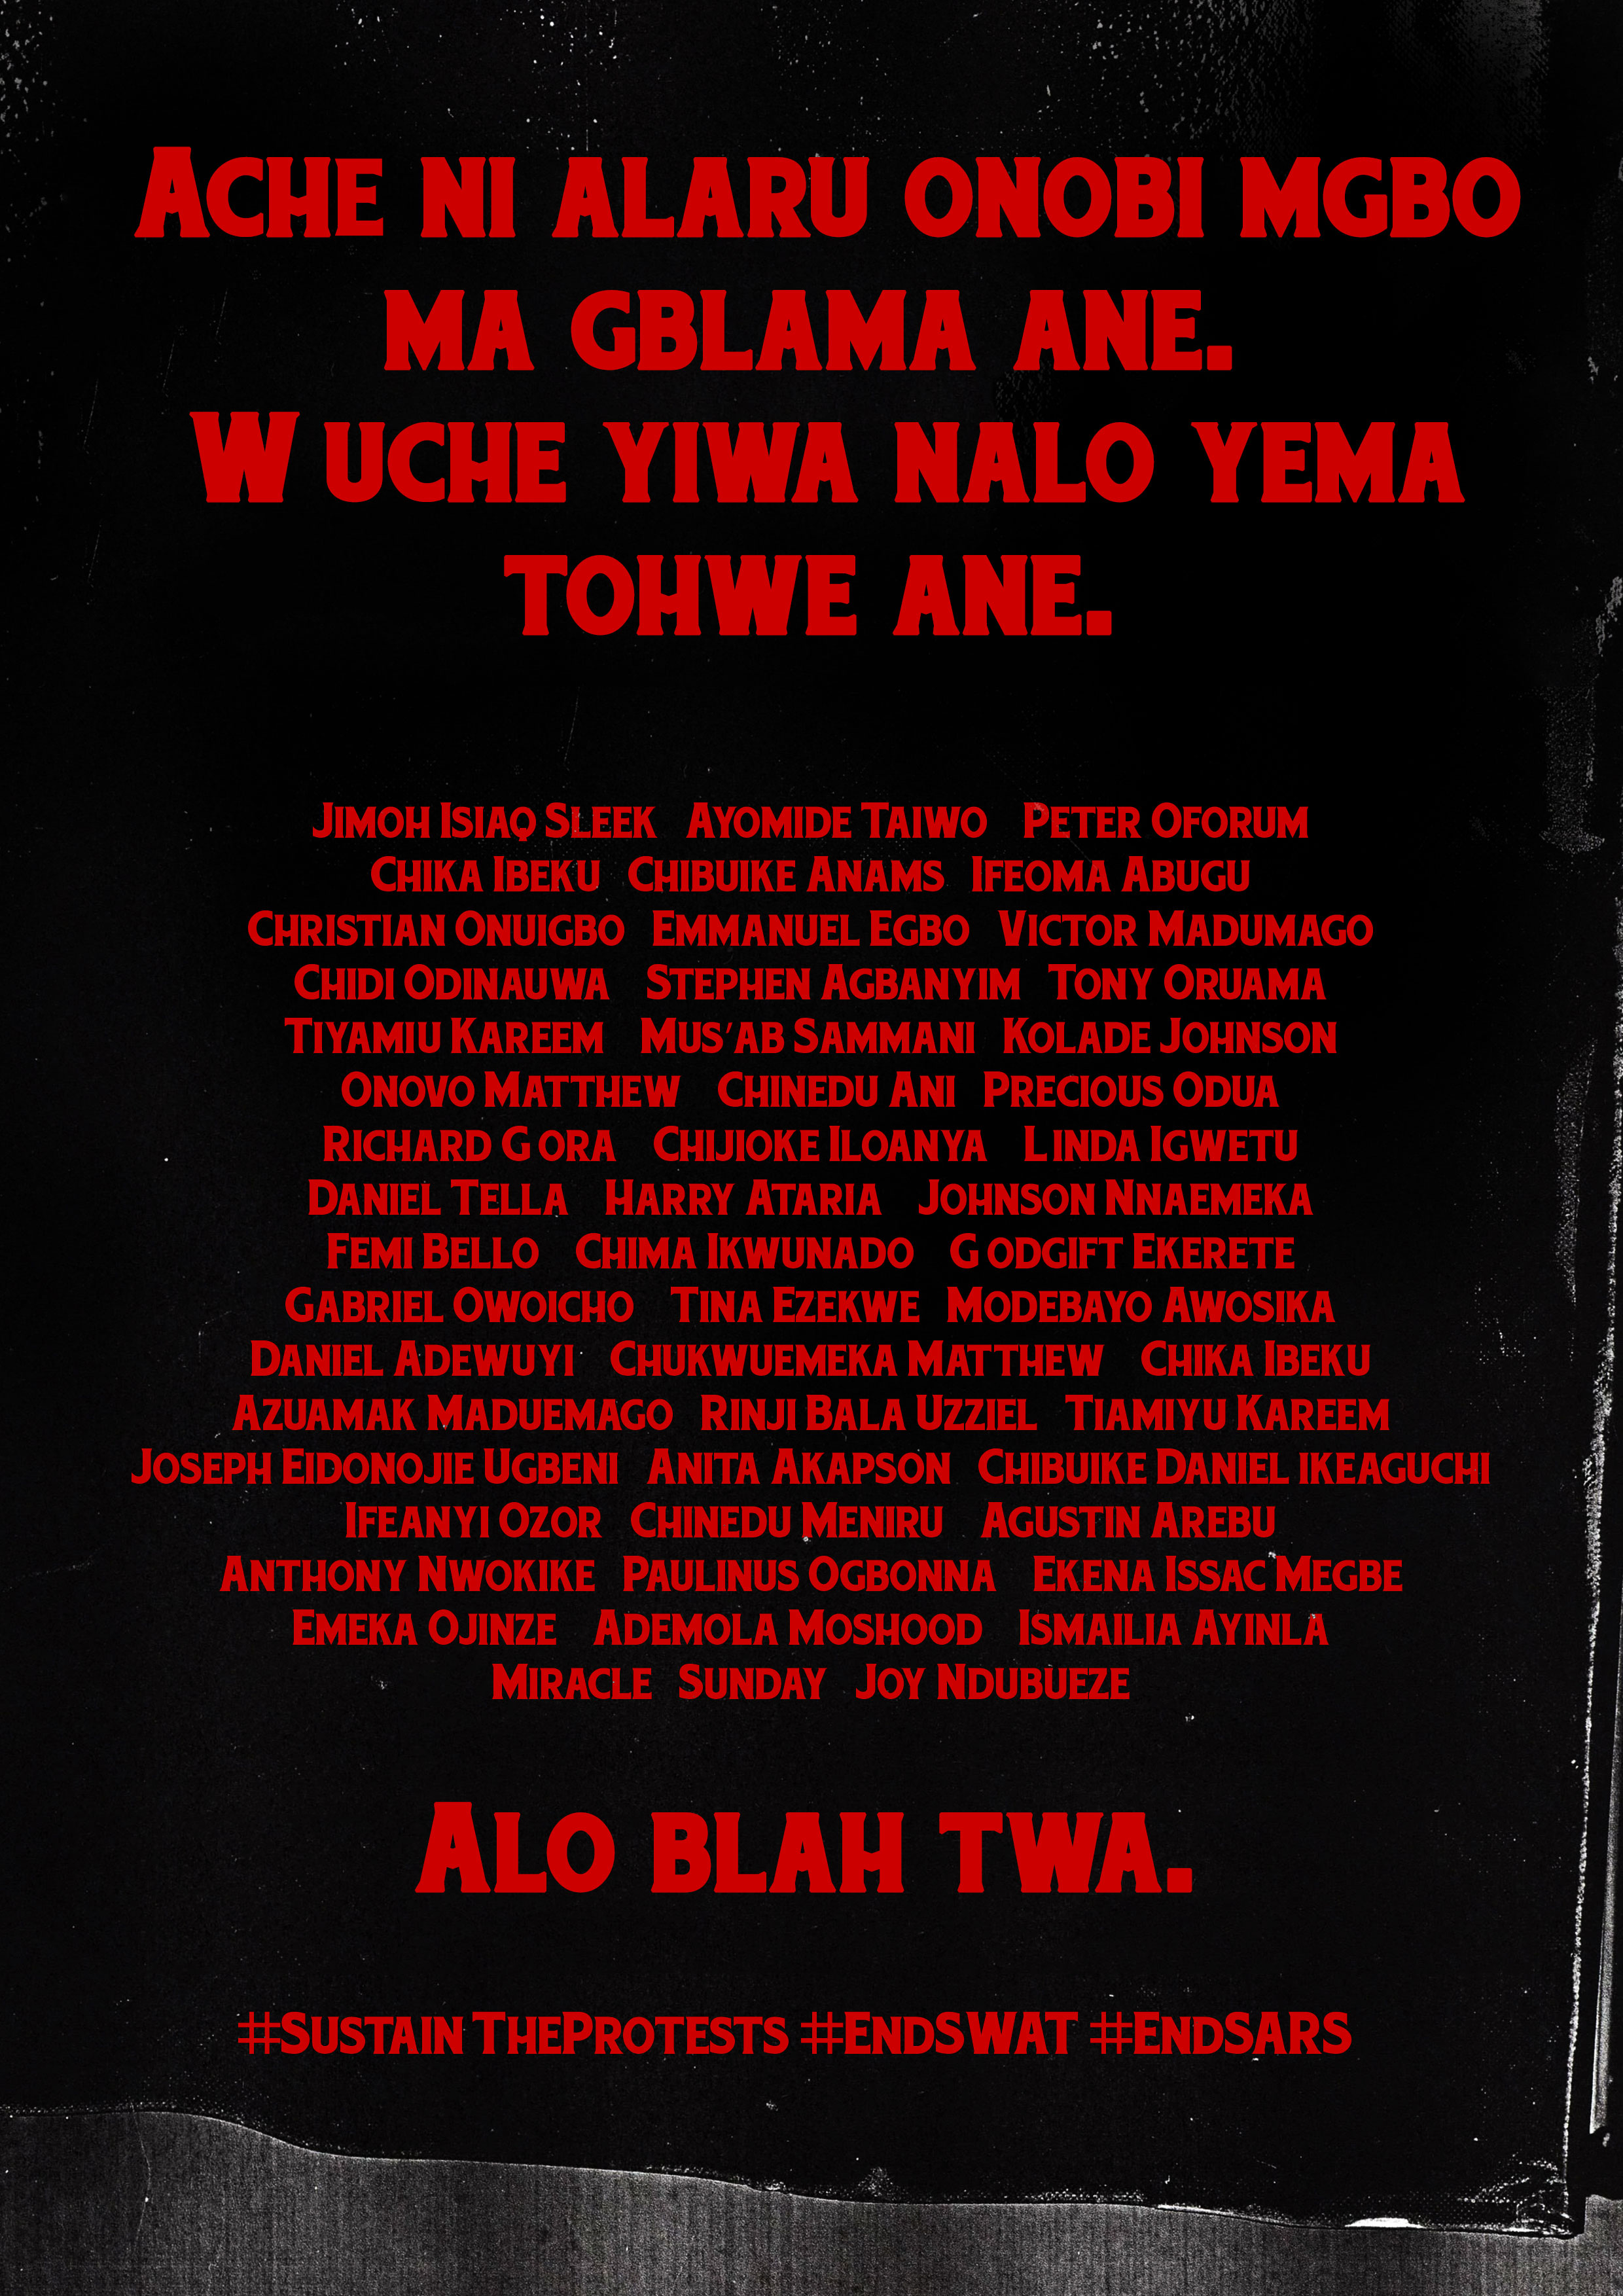 Ache ni alaru onobi mgbo
ma gblama ane.
Wuche yiwa nalo yema
tohwe ane.
Jimoh Isiaq Sleek Ayomide Taiwo Peter Oforum
Chika Ibeku Chibuike Anams Ifeoma Abugu
Christian Onuigbo Emmanuel Egbo Victor Madumago
Chidi Odinauwa Stephen Agbanyim Tony Oruama
Tiyamiu Kareem Mus'ab Sammani Kolade Johnson
Onovo Matthew Chinedu Ani Precious Odua
Richard Gora Chijioke Iloanya Linda Igwetu
Daniel Tella Harry Ataria Johnson Nnaemeka
Femi Bello Chima Ikwunado Godgift Ekerete
Gabriel Owoicho Tina Ezekwe Modebayo Awosika
Daniel Adewuyi Chukwuemeka Matthew Chika Ibeku
Azuamak Maduemago Rinji Bala Uzziel Tiamiyu Kareem
Joseph Eidonojie Ugbeni Anita Akapson Chibuike Daniel ikeaguchi
Ifeanyi Ozor Chinedu Meniru Agustin Arebu
Anthony Nwokike Paulinus Ogbonna Ekena Issac Megbe
Emeka Ojinze Ademola Moshood Ismailia Ayinla
Miracle Sunday Joy Ndubueze
Alo blah twa.
#SustainTheProtests #EndSWAT #EndSARS